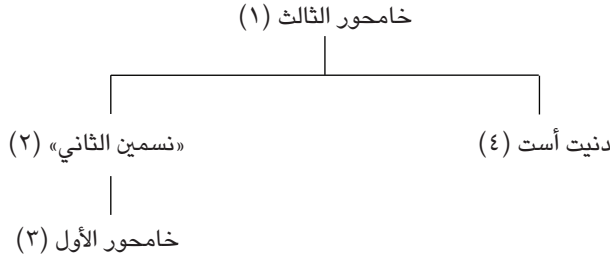 خامحور الثالث (١)
دنيت أست (٤)
«نسمين الثاني» (٢)
خامحور الأول (٣)